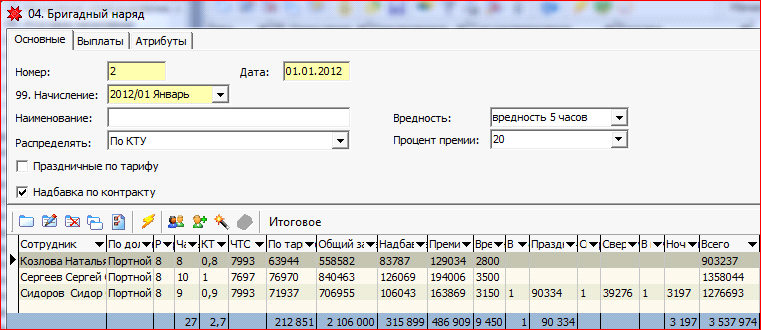 04. Бригадный наряд
Основные Выплаты Атрибуты
Номер: 2 Дата: 01.01.2012
99. Начисление: 2012/01 Январь
Наименование: Вредность: вредность 5 часов
Распределять: По КТУ Процент премии: 20
Праздничные по тарифу
Надбавка по контракту
Итоговое
Сотрудник По дол Р Ча КТ ЧТС По тар Общий за Надбав Преми Вре В Праздн С Свер В Ноч Всего
Козлова Наталья Портной 8 8 0,8 7993 63944 558582 83787 129034 2800 903237
Сергеев Сергей С Портной 8 10 1 7697 76970 840463 126069 194006 3500 1358044
Сидоров Сидор Портной 8 9 0,9 7993 71937 706955 106043 163869 3150 1 90334 1 39276 1 3197 1276693
27 2,7 212 851 2 106 000 315 899 486 909 9 450 1 90 334 3 197 3 537 974